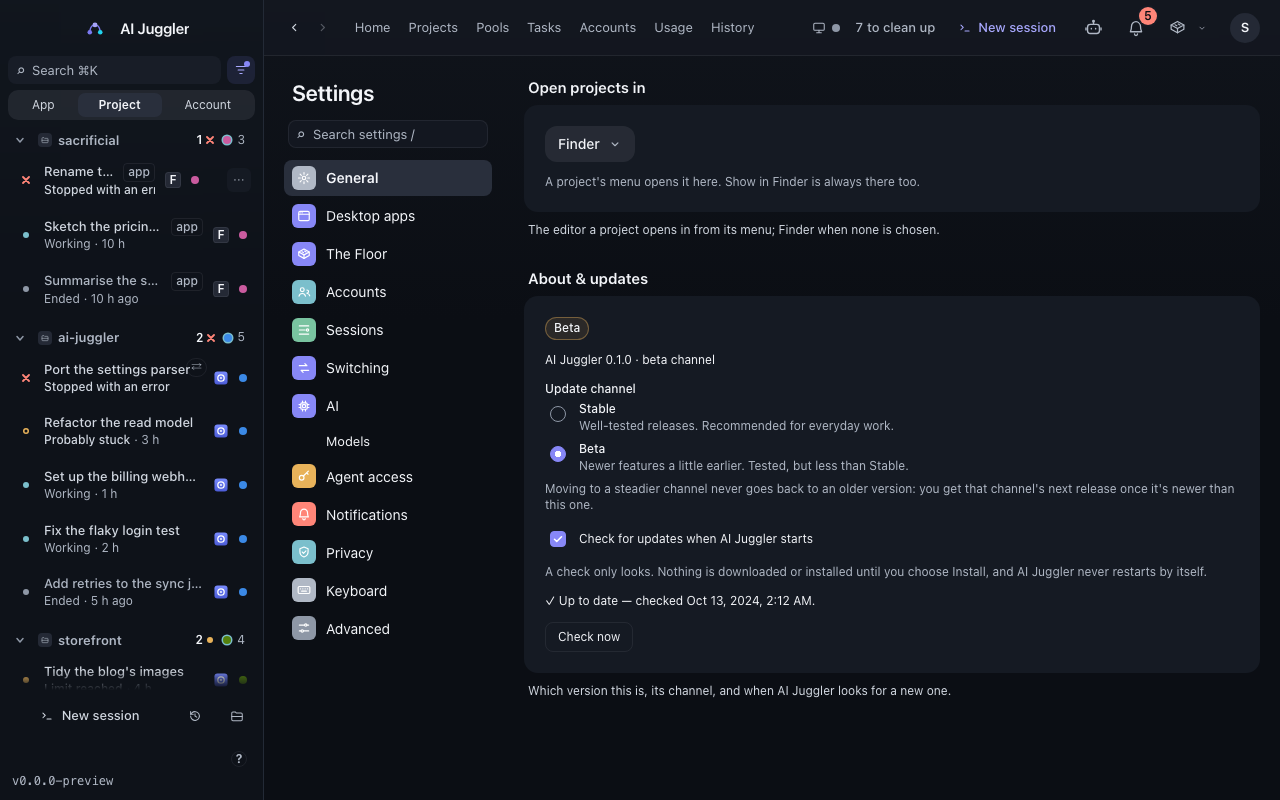 AI Juggler
Search ⌘K
App Project Account
sacrificial 1 3
Rename t... app
Stopped with an err
F
Sketch the pricin... app
Working · 10 h
F
Summarise the s... app
Ended · 10 h ago
F
ai-juggler 2 5
Port the settings parser
Stopped with an error
Refactor the read model
Probably stuck · 3 h
Set up the billing webh...
Working · 1 h
Fix the flaky login test
Working · 2 h
Add retries to the sync j...
Ended · 5 h ago
storefront 2 4
Tidy the blog's images
New session
?
v0.0.0-preview
Home Projects Pools Tasks Accounts Usage History
7 to clean up
New session
5
S
Settings
Search settings /
General
Desktop apps
The Floor
Accounts
Sessions
Switching
AI
Models
Agent access
Notifications
Privacy
Keyboard
Advanced
Open projects in
Finder
A project's menu opens it here. Show in Finder is always there too.
The editor a project opens in from its menu; Finder when none is chosen.
About & updates
Beta
AI Juggler 0.1.0 · beta channel
Update channel
Stable
Well-tested releases. Recommended for everyday work.
Beta
Newer features a little earlier. Tested, but less than Stable.
Moving to a steadier channel never goes back to an older version: you get that channel's next release once it's newer than
this one.
Check for updates when AI Juggler starts
A check only looks. Nothing is downloaded or installed until you choose Install, and AI Juggler never restarts by itself.
✓ Up to date — checked Oct 13, 2024, 2:12 AM.
Check now
Which version this is, its channel, and when AI Juggler looks for a new one.